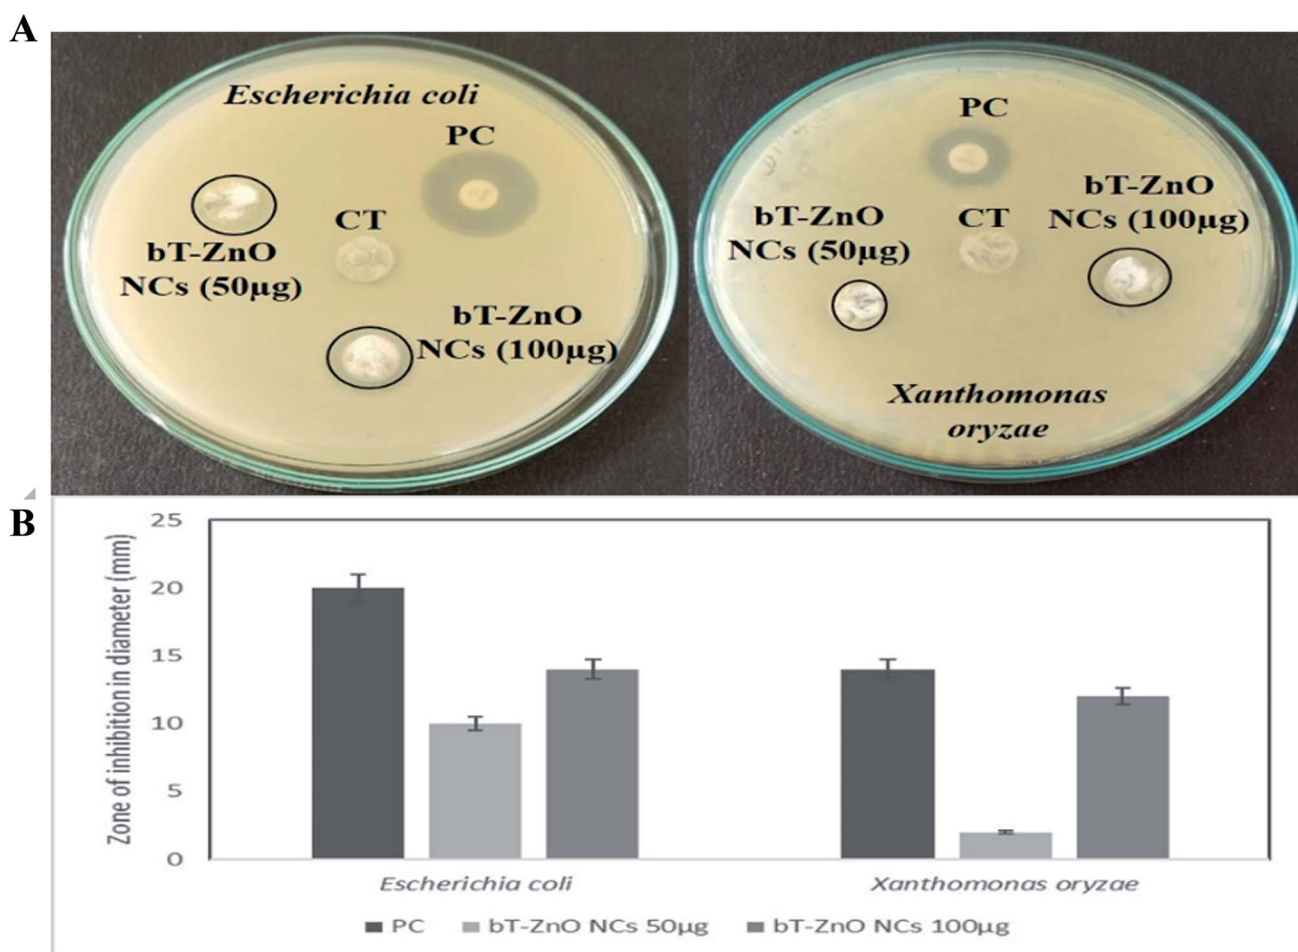 A
Escherichia coli
PC
CT
bT-ZnO
NCs (50µg)
bT-ZnO
NCs (100µg)
PC
bT-ZnO
NCs (100µg)
bT-ZnO
NCs (50µg)
CT
Xanthomonas
oryzae
B
Zone of inhibition in diameter (mm)
25
20
15
10
5
0
Escherichia coli
Xanthomonas oryzae
PC
bT-ZnO NCs 50µg
bT-ZnO NCs 100µg